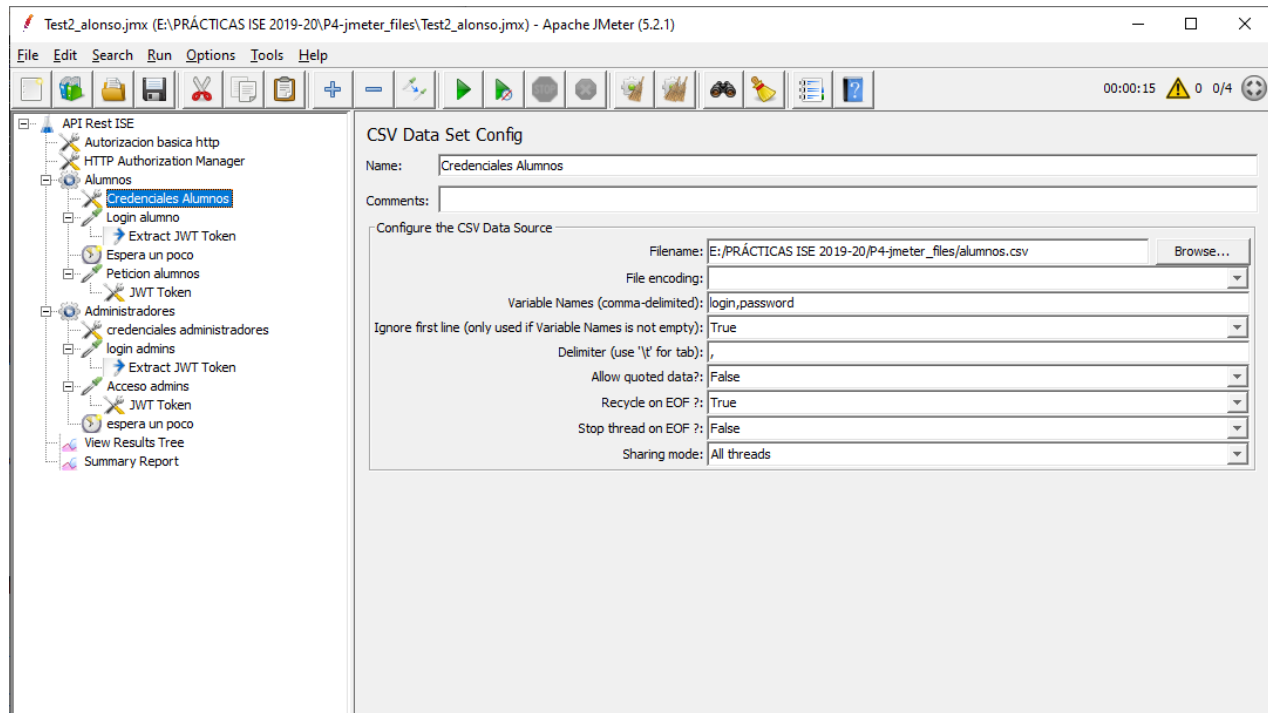 Test2_alonso.jmx (E:\PRÁCTICAS ISE 2019-20\P4-jmeter_files\Test2_alonso.jmx) - Apache JMeter (5.2.1)
File Edit Search Run Options Tools Help
STOP
00:00:15 0 0/4
API Rest ISE
Autorizacion basica http
HTTP Authorization Manager
Alumnos
Credenciales Alumnos
Login alumno
Extract JWT Token
Espera un poco
Peticion alumnos
JWT Token
Administradores
credenciales administradores
login admins
Extract JWT Token
Acceso admins
JWT Token
espera un poco
View Results Tree
Summary Report
CSV Data Set Config
Name: Credenciales Alumnos
Comments:
Configure the CSV Data Source
Filename: E:/PRÁCTICAS ISE 2019-20/P4-jmeter_files/alumnos.csv Browse...
File encoding:
Variable Names (comma-delimited): login,password
Ignore first line (only used if Variable Names is not empty): True
Delimiter (use '\t' for tab): ,
Allow quoted data?: False
Recycle on EOF ?: True
Stop thread on EOF ?: False
Sharing mode: All threads